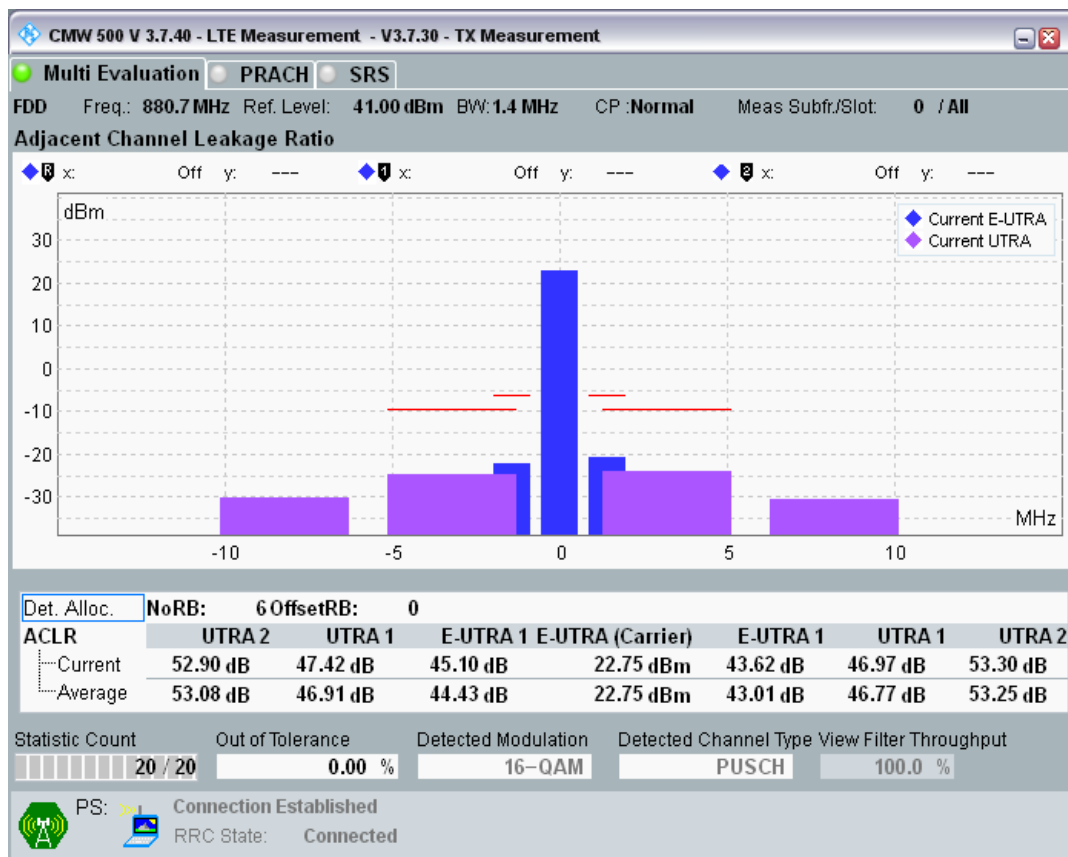 CMW 500 V 3.7.40 - LTE Measurement - V3.7.30 - TX Measurement
Multi Evaluation PRACH SRS
FDD Freq.: 880.7 MHz Ref. Level: 41.00 dBm BW: 1.4 MHz CP :Normal Meas Subfr./Slot: 0 / All
Adjacent Channel Leakage Ratio
R x: Off y: --- 1 x: Off y: --- 2 x: Off y: ---
dBm
Current E-UTRA
Current UTRA
30
20
10
0
-10
-20
-30
MHz
-10 -5 0 5 10
Det. Alloc. NoRB: 6 OffsetRB: 0
ACLR UTRA 2 UTRA 1 E-UTRA 1 E-UTRA (Carrier) E-UTRA 1 UTRA 1 UTRA 2
Current 52.90 dB 47.42 dB 45.10 dB 22.75 dBm 43.62 dB 46.97 dB 53.30 dB
Average 53.08 dB 46.91 dB 44.43 dB 22.75 dBm 43.01 dB 46.77 dB 53.25 dB
Statistic Count Out of Tolerance Detected Modulation Detected Channel Type View Filter Throughput
20 / 20 0.00 % 16-QAM PUSCH 100.0 %
PS: Connection Established
RRC State: Connected